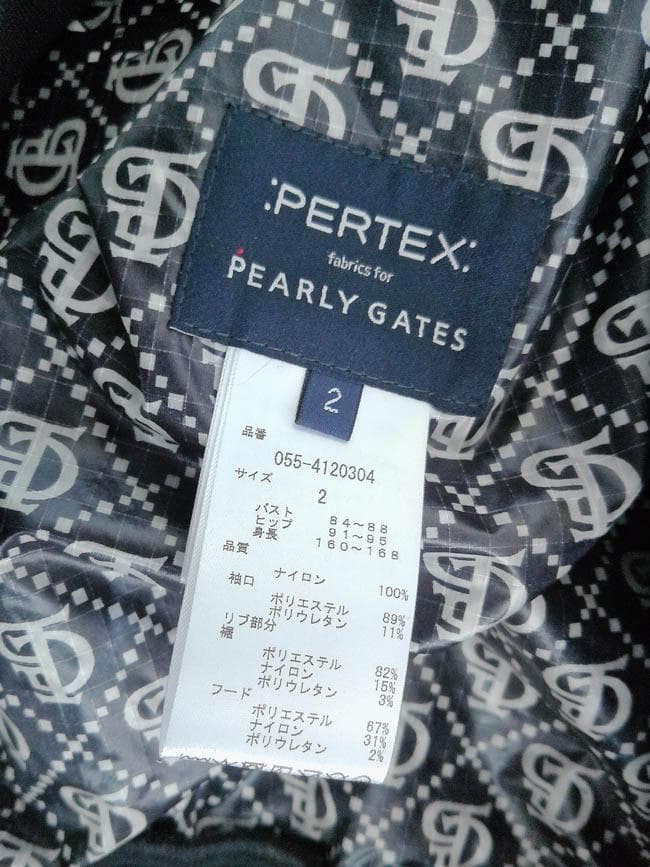 :PERTEX:
fabrics for
PEARLY GATES
2
品番
055-4120304
サイズ
2
バスト 84～88
ヒップ 91～95
身長 160～168
品質
ナイロン 100%
袖口
ポリエステル 89%
ポリウレタン 11%
リブ部分
裾
ポリエステル 82%
ナイロン 15%
ポリウレタン 3%
フード
ポリエステル 67%
ナイロン 31%
ポリウレタン 2%